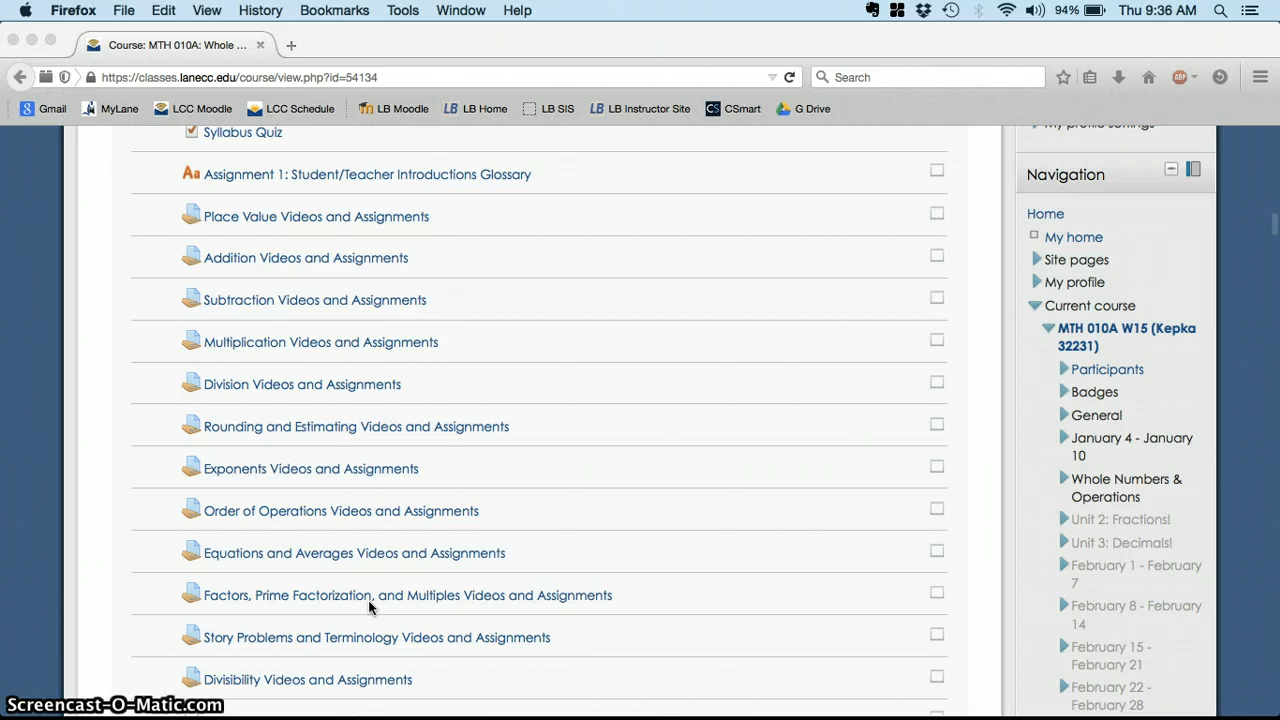 Firefox File Edit View History Bookmarks Tools Window Help 94% Thu 9:36 AM
Course: MTH 010A: Whole ...
https://classes.lanecc.edu/course/view.php?id=54134 Search
Gmail MyLane LCC Moodle LCC Schedule LB Moodle LB LB Home LB SIS LB LB Instructor Site CS CSmart G Drive
Syllabus Quiz
Aa Assignment 1: Student/Teacher Introductions Glossary
Place Value Videos and Assignments
Addition Videos and Assignments
Subtraction Videos and Assignments
Multiplication Videos and Assignments
Division Videos and Assignments
Rounding and Estimating Videos and Assignments
Exponents Videos and Assignments
Order of Operations Videos and Assignments
Equations and Averages Videos and Assignments
Factors, Prime Factorization, and Multiples Videos and Assignments
Story Problems and Terminology Videos and Assignments
Divisibility Videos and Assignments
My profile settings
Navigation
Home
My home
Site pages
My profile
Current course
MTH 010A W15 (Kepka
32231)
Participants
Badges
General
January 4 - January
10
Whole Numbers &
Operations
Unit 2: Fractions!
Unit 3: Decimals!
February 1 - February
7
February 8 - February
14
February 15 -
February 21
February 22 -
February 28
Screencast-O-Matic.com